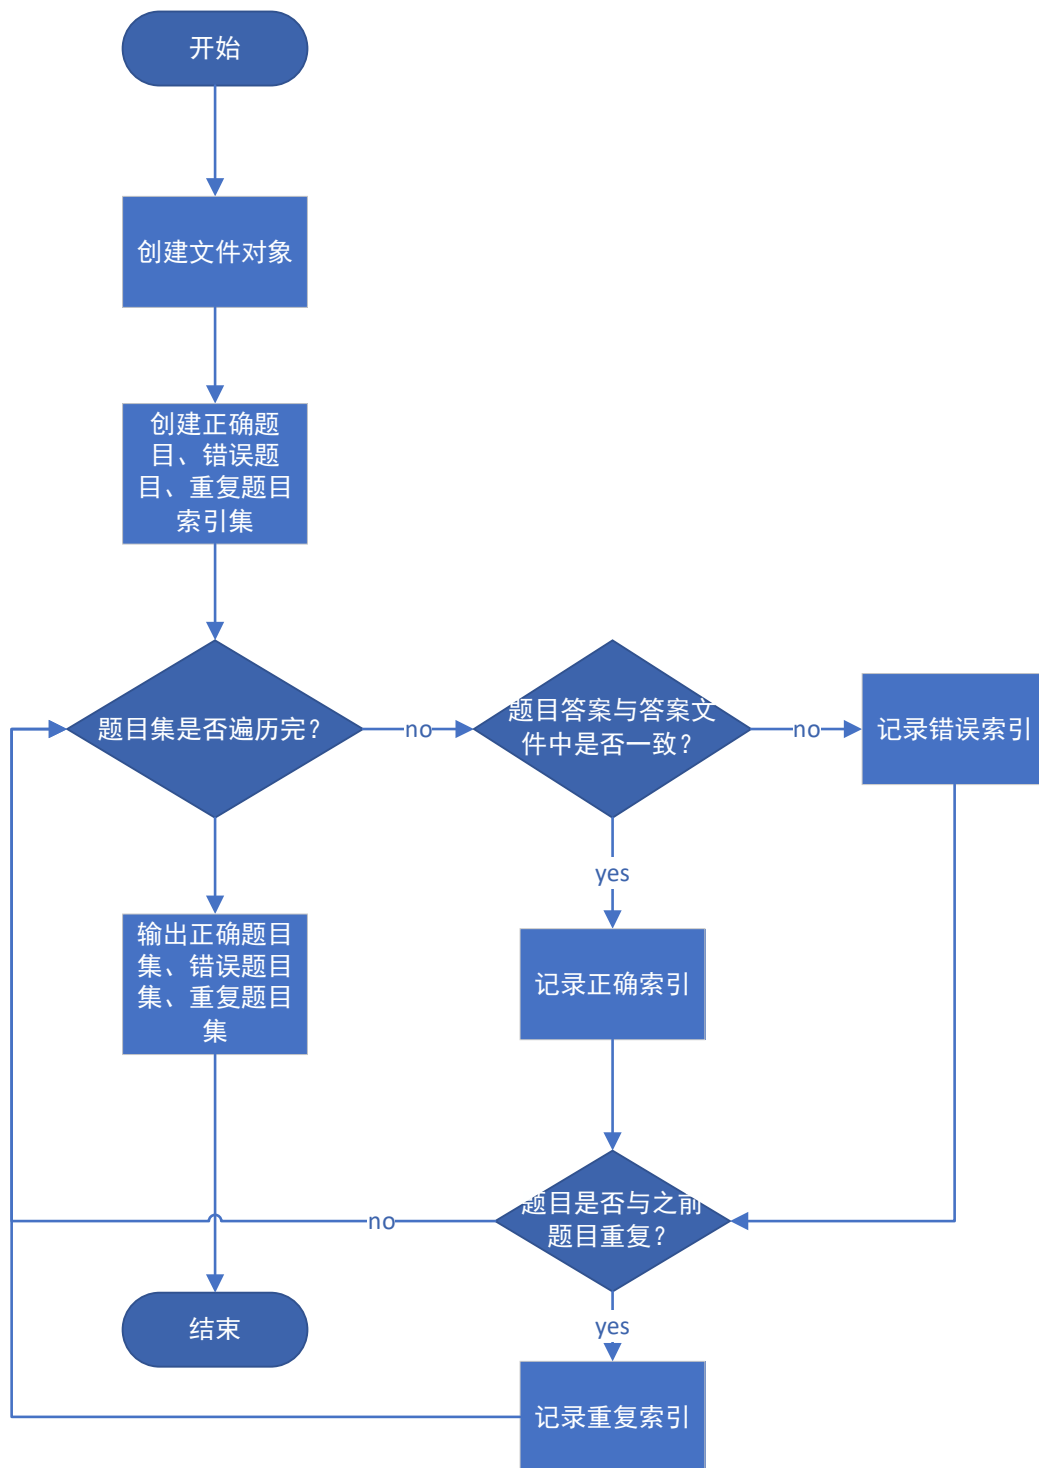 开始
创建文件对象
创建正确题
目、错误题
目、重复题目
索引集
题目集是否遍历完?
no
题目答案与答案文
件中是否一致?
no
记录错误索引
yes
输出正确题目
集、错误题目
集、重复题目
集
记录正确索引
题目是否与之前
题目重复?
no
yes
结束
记录重复索引